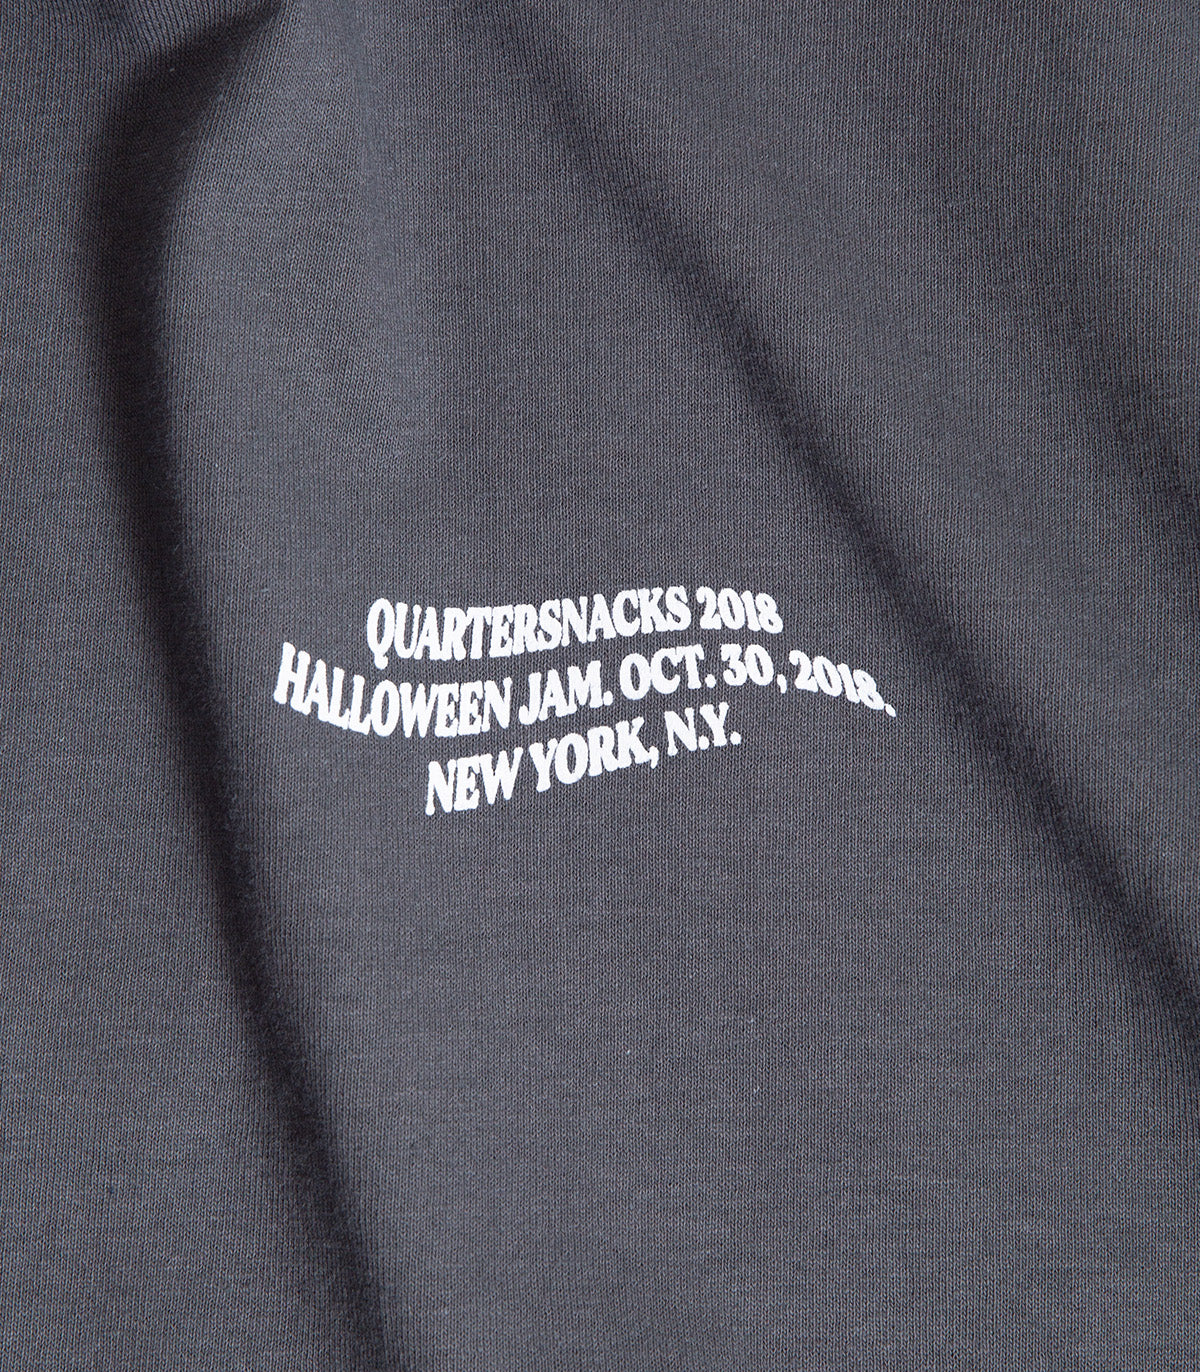 QUARTERSNACKS 2018
HALLOWEEN JAM. OCT. 30, 2018.
NEW YORK, N.Y.